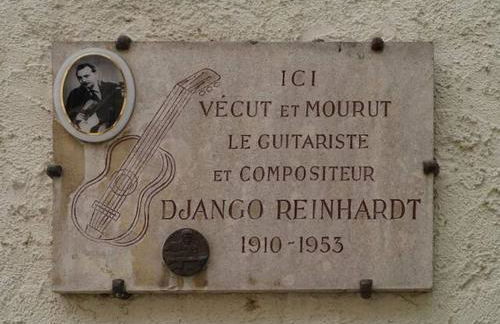 ICI
VÉCUT ET MOURUT
LE GUITARISTE
ET COMPOSITEUR
DJANGO REINHARDT
1910-1953